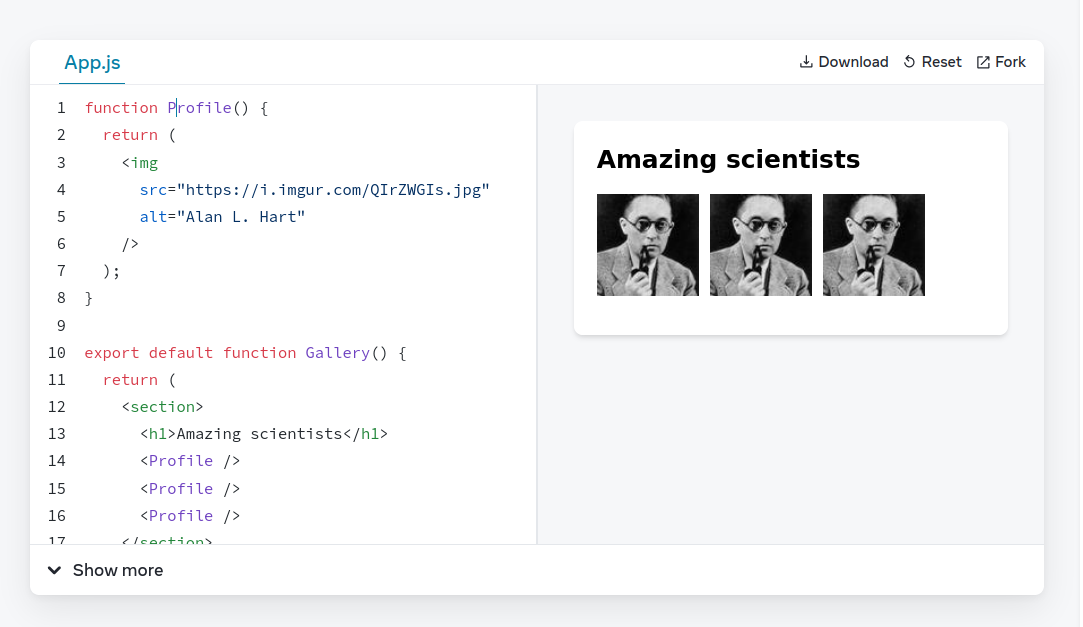 App.js
Download Reset Fork
1 function Profile() {
2 return (
3 <img
4 src="https://i.imgur.com/QIrZWGIs.jpg"
5 alt="Alan L. Hart"
6 />
7 );
8 }
9
10 export default function Gallery() {
11 return (
12 <section>
13 <h1>Amazing scientists</h1>
14 <Profile />
15 <Profile />
16 <Profile />
17 </section>
Show more
Amazing scientists